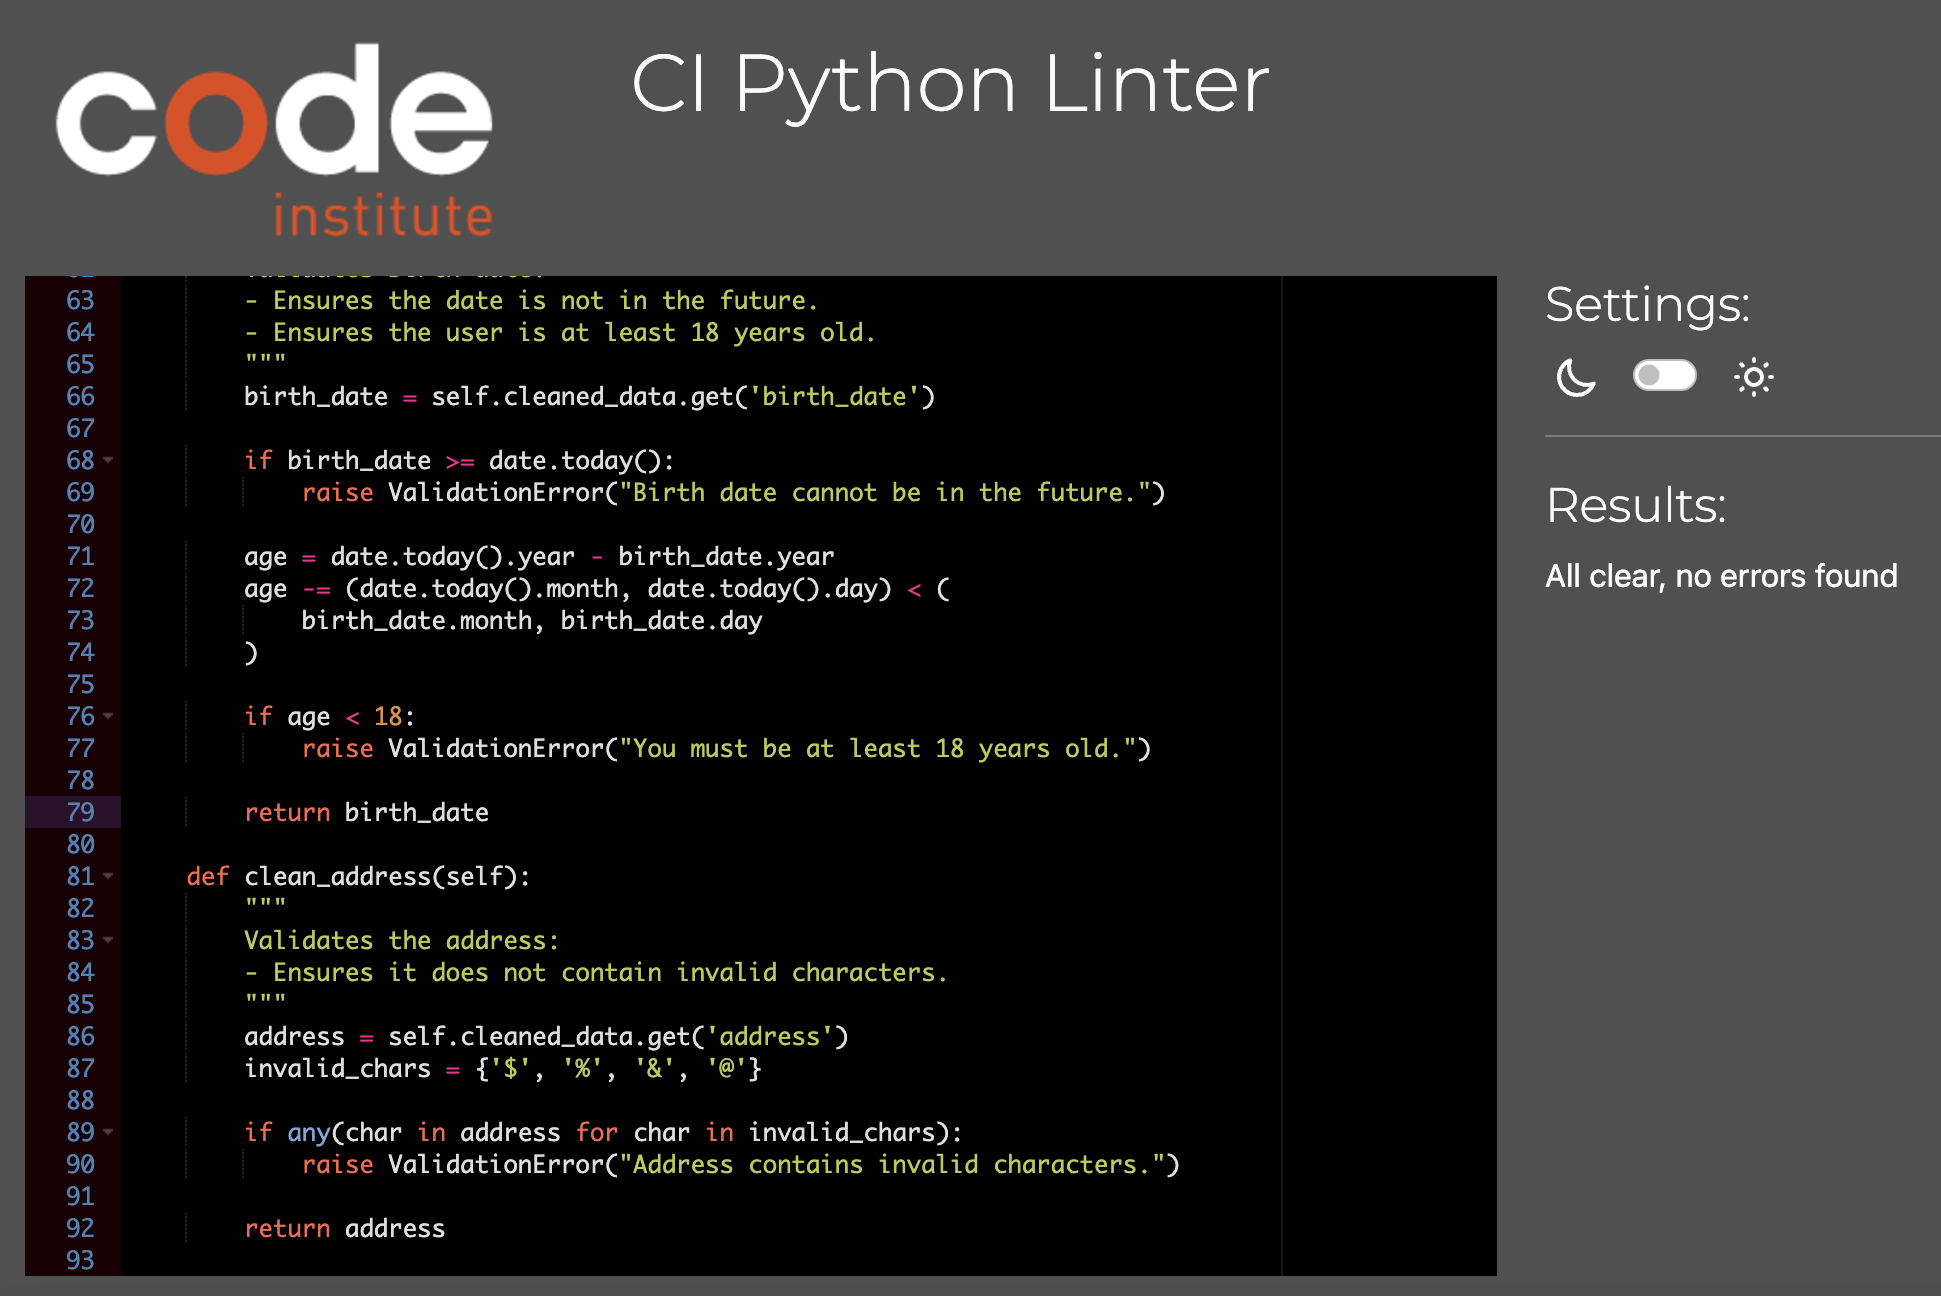 code
institute
CI Python Linter
63 - Ensures the date is not in the future.
64 - Ensures the user is at least 18 years old.
65 """
66 birth_date = self.cleaned_data.get('birth_date')
67
68 if birth_date >= date.today():
69 raise ValidationError("Birth date cannot be in the future.")
70
71 age = date.today().year - birth_date.year
72 age -= (date.today().month, date.today().day) < (
73 birth_date.month, birth_date.day
74 )
75
76 if age < 18:
77 raise ValidationError("You must be at least 18 years old.")
78
79 return birth_date
80
81 def clean_address(self):
82 """
83 Validates the address:
84 - Ensures it does not contain invalid characters.
85 """
86 address = self.cleaned_data.get('address')
87 invalid_chars = {'$', '%', '&', '@'}
88
89 if any(char in address for char in invalid_chars):
90 raise ValidationError("Address contains invalid characters.")
91
92 return address
93
Settings:
Results:
All clear, no errors found